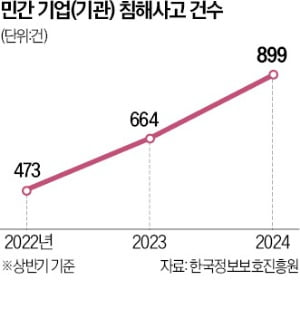 민간 기업(기관) 침해사고 건수
(단위:건)
899
664
473
2022년 2023 2024
※상반기 기준 자료:한국정보보호진흥원